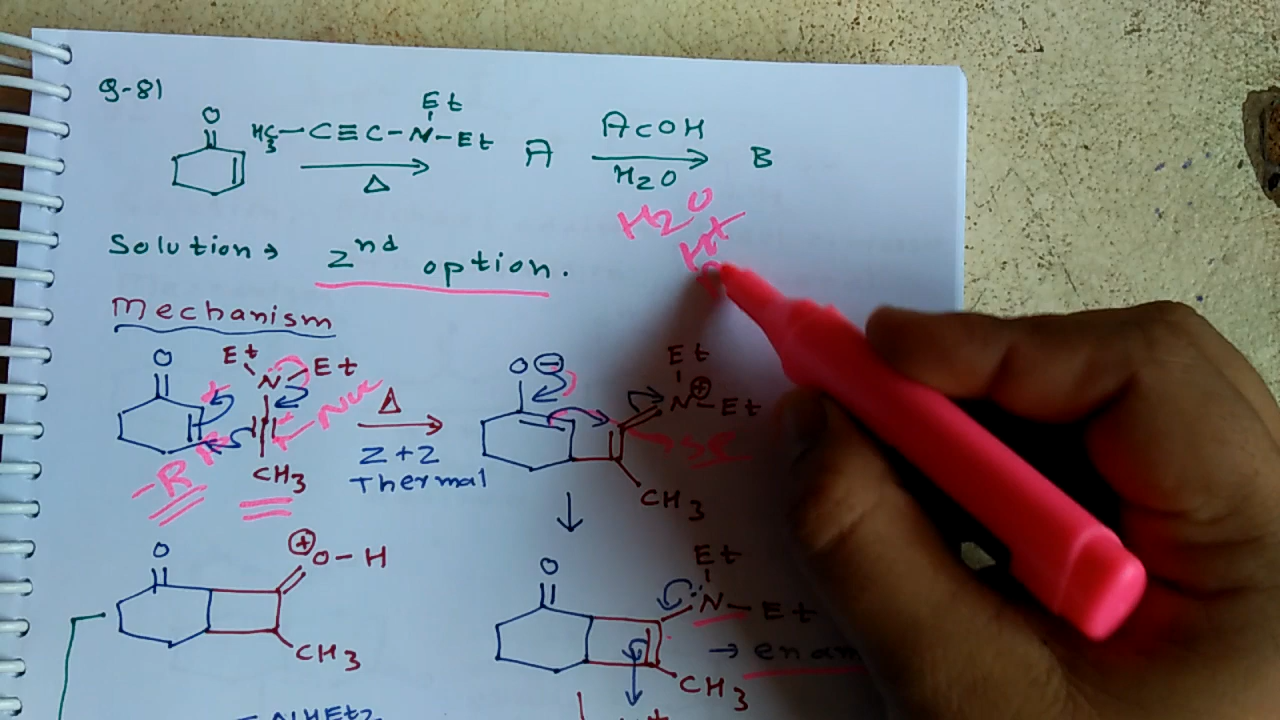 Q-81
Et
O H3C-C≡C-N-Et A AcOH B
Δ H2O
H2O
H+
Solution→ 2nd option.
Mechanism
O Et Et O⊖ Et
N N⊕ Et
Nu Δ
2+2
Thermal
-R CH3 CH3
O ⊕O-H O Et
N-Et
→ enam
CH3 CH3
NHEt2 H+